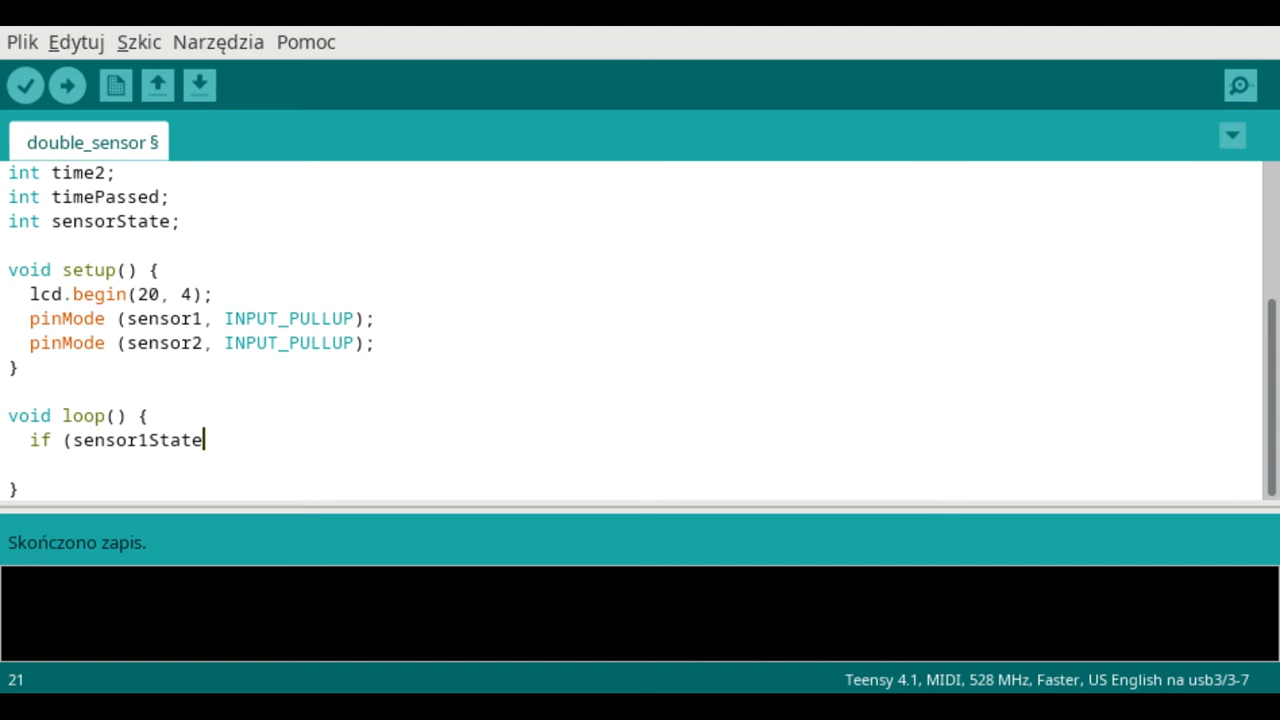 Plik Edytuj Szkic Narzędzia Pomoc
double_sensor §
int time2;
int timePassed;
int sensorState;
void setup() {
  lcd.begin(20, 4);
  pinMode (sensor1, INPUT_PULLUP);
  pinMode (sensor2, INPUT_PULLUP);
}
void loop() {
  if (sensor1State
}
Skończono zapis.
21 Teensy 4.1, MIDI, 528 MHz, Faster, US English na usb3/3-7